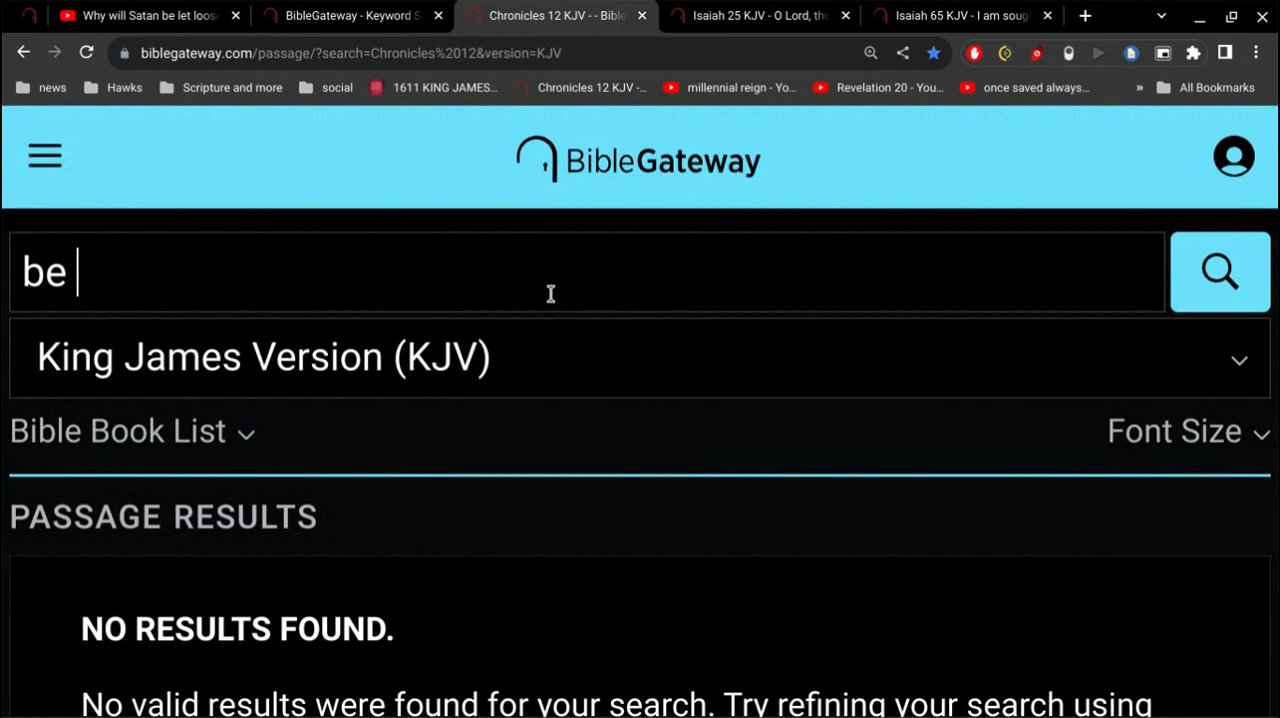 Why will Satan be let loos
BibleGateway - Keyword S
Chronicles 12 KJV - - Bible
Isaiah 25 KJV - O Lord, tho
Isaiah 65 KJV - I am soug
biblegateway.com/passage/?search=Chronicles%2012&version=KJV
news
Hawks
Scripture and more
social
1611 KING JAMES...
Chronicles 12 KJV -...
millennial reign - Yo...
Revelation 20 - You...
once saved always...
»
All Bookmarks
BibleGateway
be
King James Version (KJV)
Bible Book List
Font Size
PASSAGE RESULTS
NO RESULTS FOUND.
No valid results were found for your search. Try refining your search using